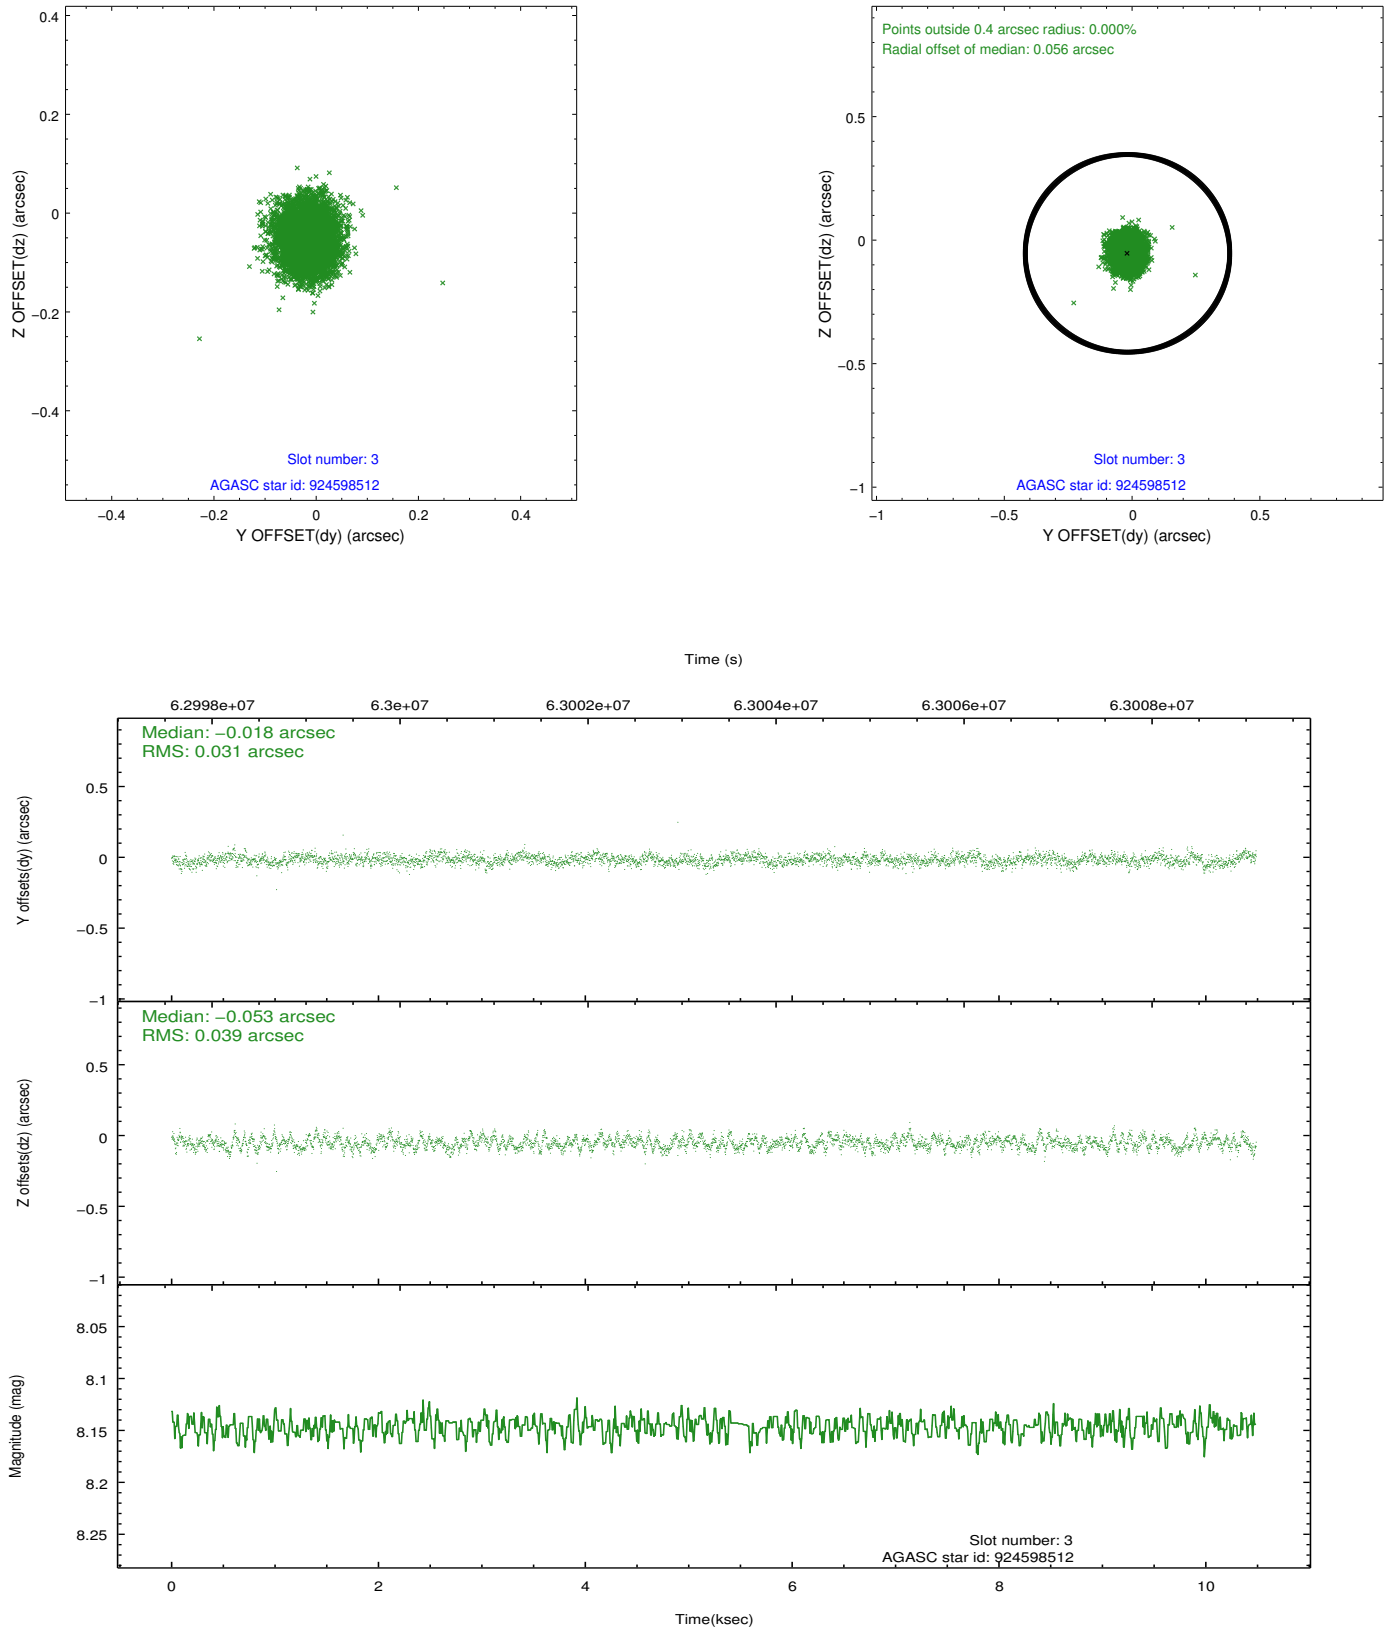 0.4
0.2
0
−0.2
−0.4
Z OFFSET(dz) (arcsec)
Slot number: 3
AGASC star id: 924598512
−0.4 −0.2 0 0.2 0.4
Y OFFSET(dy) (arcsec)
Points outside 0.4 arcsec radius: 0.000%
Radial offset of median: 0.056 arcsec
0.5
0
−0.5
−1
Z OFFSET(dz) (arcsec)
Slot number: 3
AGASC star id: 924598512
−1 −0.5 0 0.5
Y OFFSET(dy) (arcsec)
Time (s)
6.2998e+07 6.3e+07 6.3002e+07 6.3004e+07 6.3006e+07 6.3008e+07
Median: −0.018 arcsec
RMS: 0.031 arcsec
0.5
0
−0.5
−1
Y offsets(dy) (arcsec)
Median: −0.053 arcsec
RMS: 0.039 arcsec
0.5
0
−0.5
−1
Z offsets(dz) (arcsec)
8.05
8.1
8.15
8.2
8.25
Magnitude (mag)
Slot number: 3
AGASC star id: 924598512
0 2 4 6 8 10
Time(ksec)